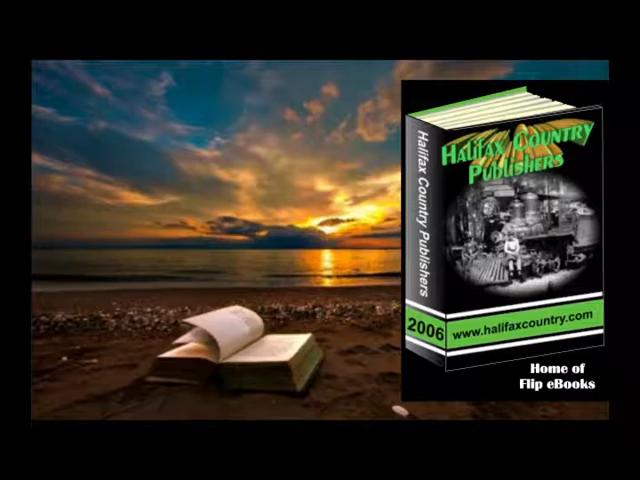 Halifax Country
Publishers
Halifax Country Publishers
2006
www.halifaxcountry.com
Home of
Flip eBooks